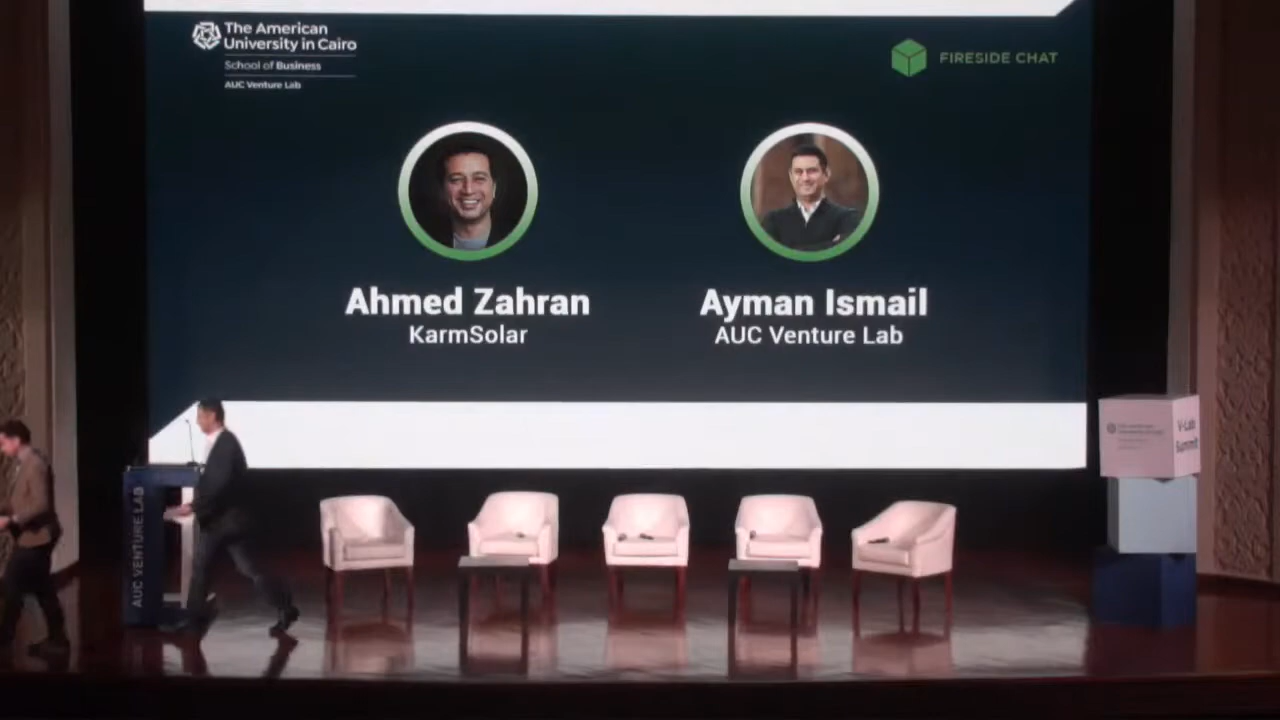 The American
University in Cairo
School of Business
AUC Venture Lab
FIRESIDE CHAT
Ahmed Zahran
KarmSolar
Ayman Ismail
AUC Venture Lab
AUC VENTURE LAB
V-Lab
Summit